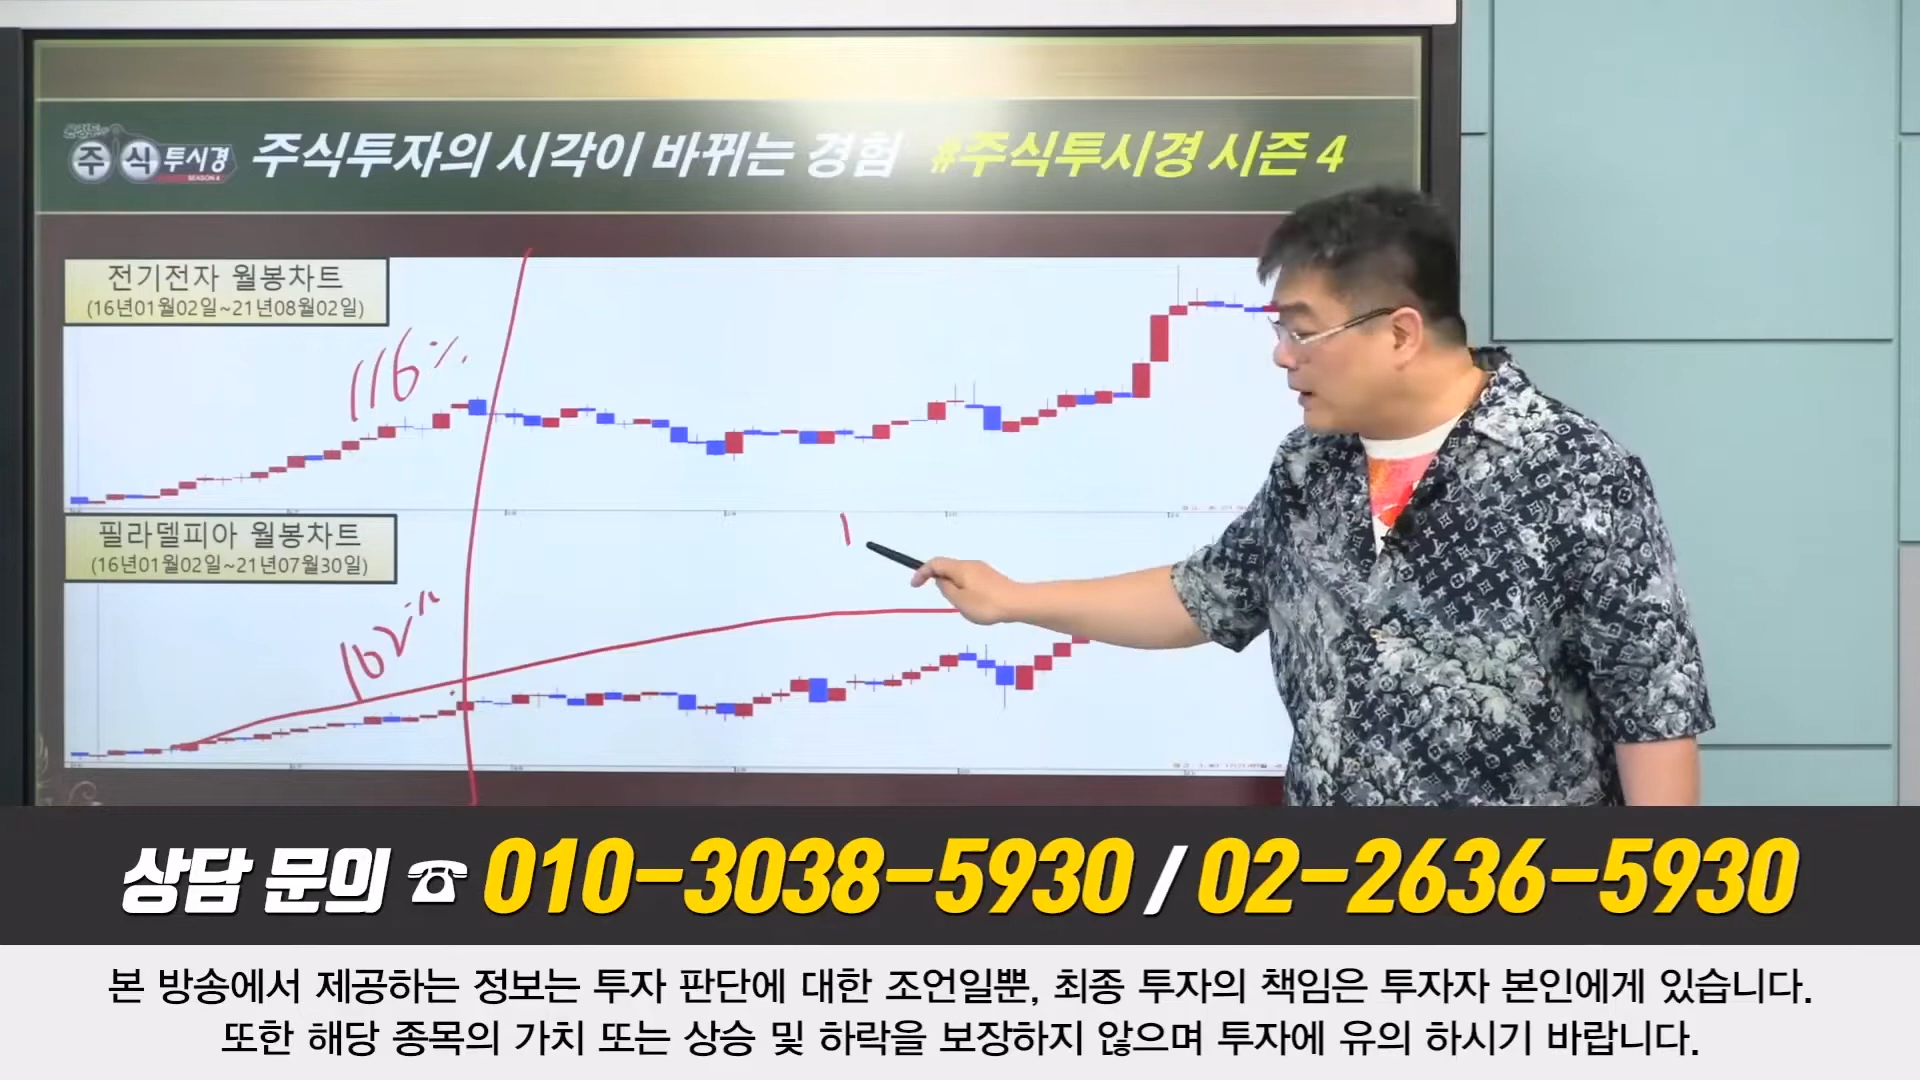 주식투시경
SEASON 4
주식투자의 시각이 바뀌는 경험 #주식투시경 시즌 4
전기전자 월봉차트
(16년01월02일~21년08월02일)
116%
필라델피아 월봉차트
(16년01월02일~21년07월30일)
102%
1
상담 문의 ☎ 010-3038-5930 / 02-2636-5930
본 방송에서 제공하는 정보는 투자 판단에 대한 조언일뿐, 최종 투자의 책임은 투자자 본인에게 있습니다.
또한 해당 종목의 가치 또는 상승 및 하락을 보장하지 않으며 투자에 유의 하시기 바랍니다.